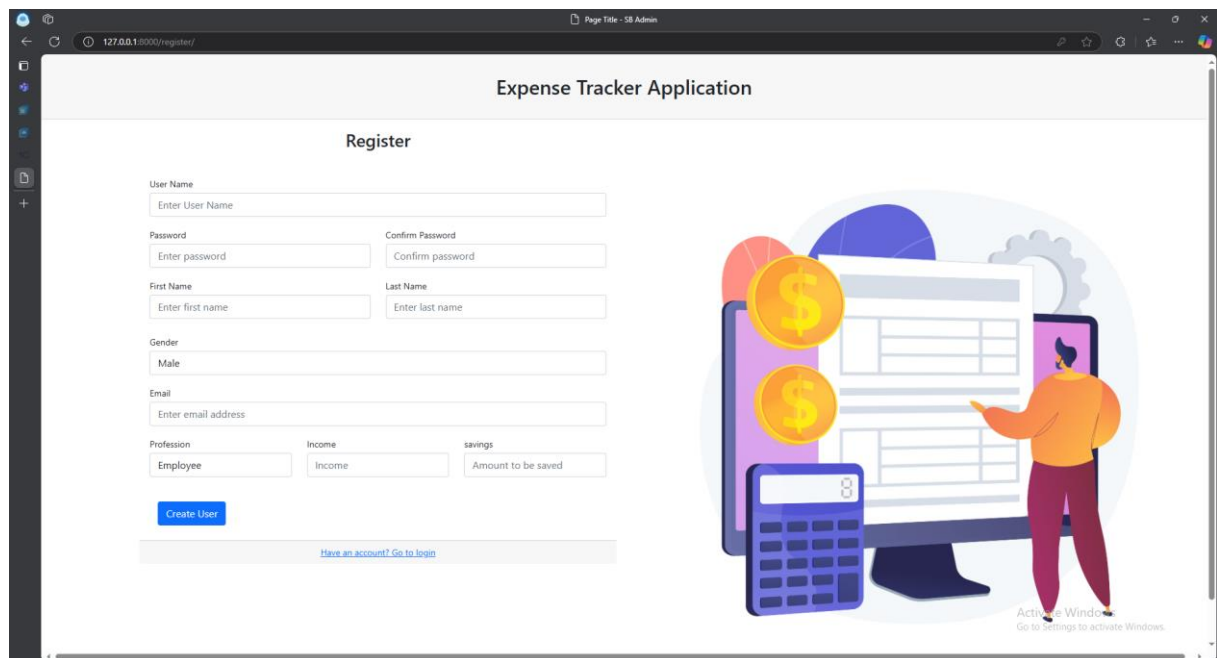 Page Title - SB Admin
127.0.0.1:8000/register/
Expense Tracker Application
Register
User Name
Enter User Name
Password Confirm Password
Enter password Confirm password
First Name Last Name
Enter first name Enter last name
Gender
Male
Email
Enter email address
Profession Income savings
Employee Income Amount to be saved
Create User
Have an account? Go to login
$
$
8
Activate Windows
Go to Settings to activate Windows.